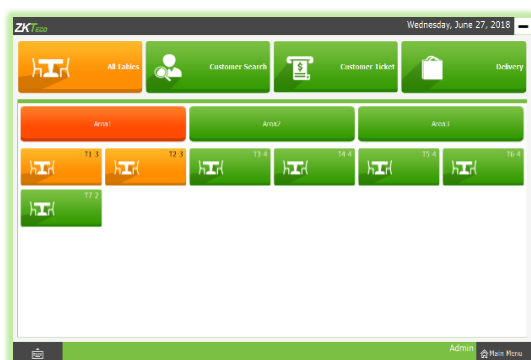 ZKTeco
Wednesday, June 27, 2018
All Tables
Customer Search
Customer Ticket
Delivery
Area1
Area2
Area3
T1-3
T2-3
T3-4
T4-4
T5-4
T6-4
T7-2
Admin
Main Menu